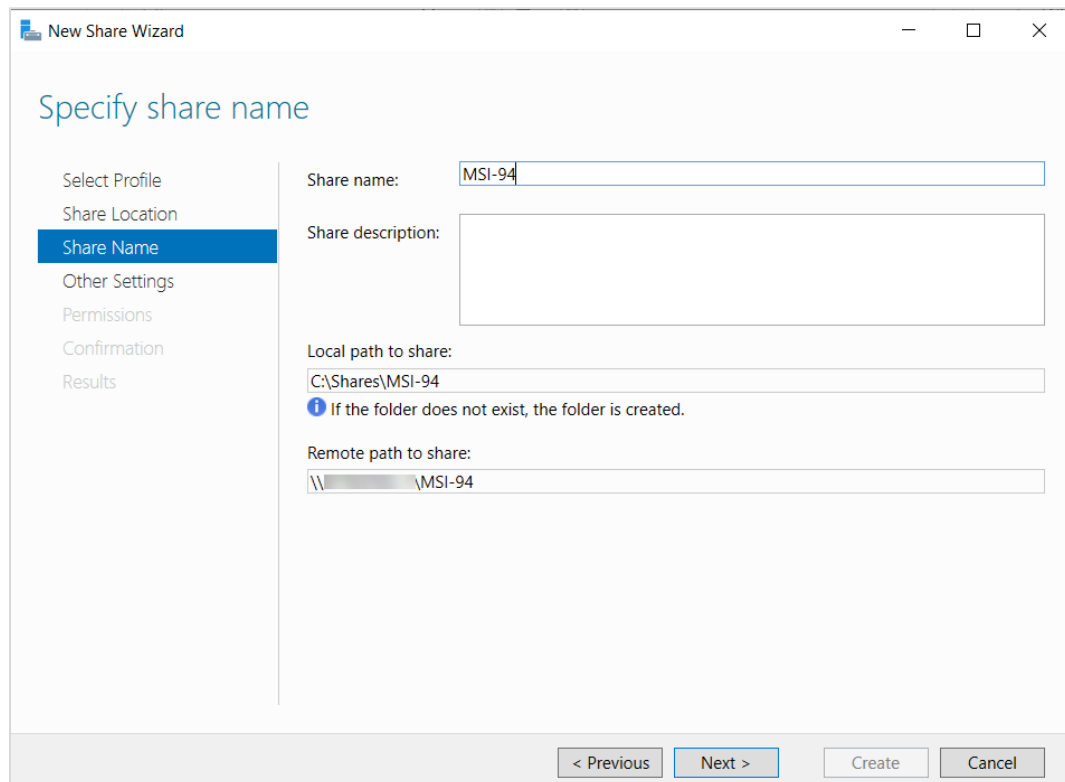 New Share Wizard
Specify share name
Select Profile
Share Location
Share Name
Other Settings
Permissions
Confirmation
Results
Share name: MSI-94
Share description:
Local path to share:
C:\Shares\MSI-94
If the folder does not exist, the folder is created.
Remote path to share:
\\ \MSI-94
< Previous Next > Create Cancel